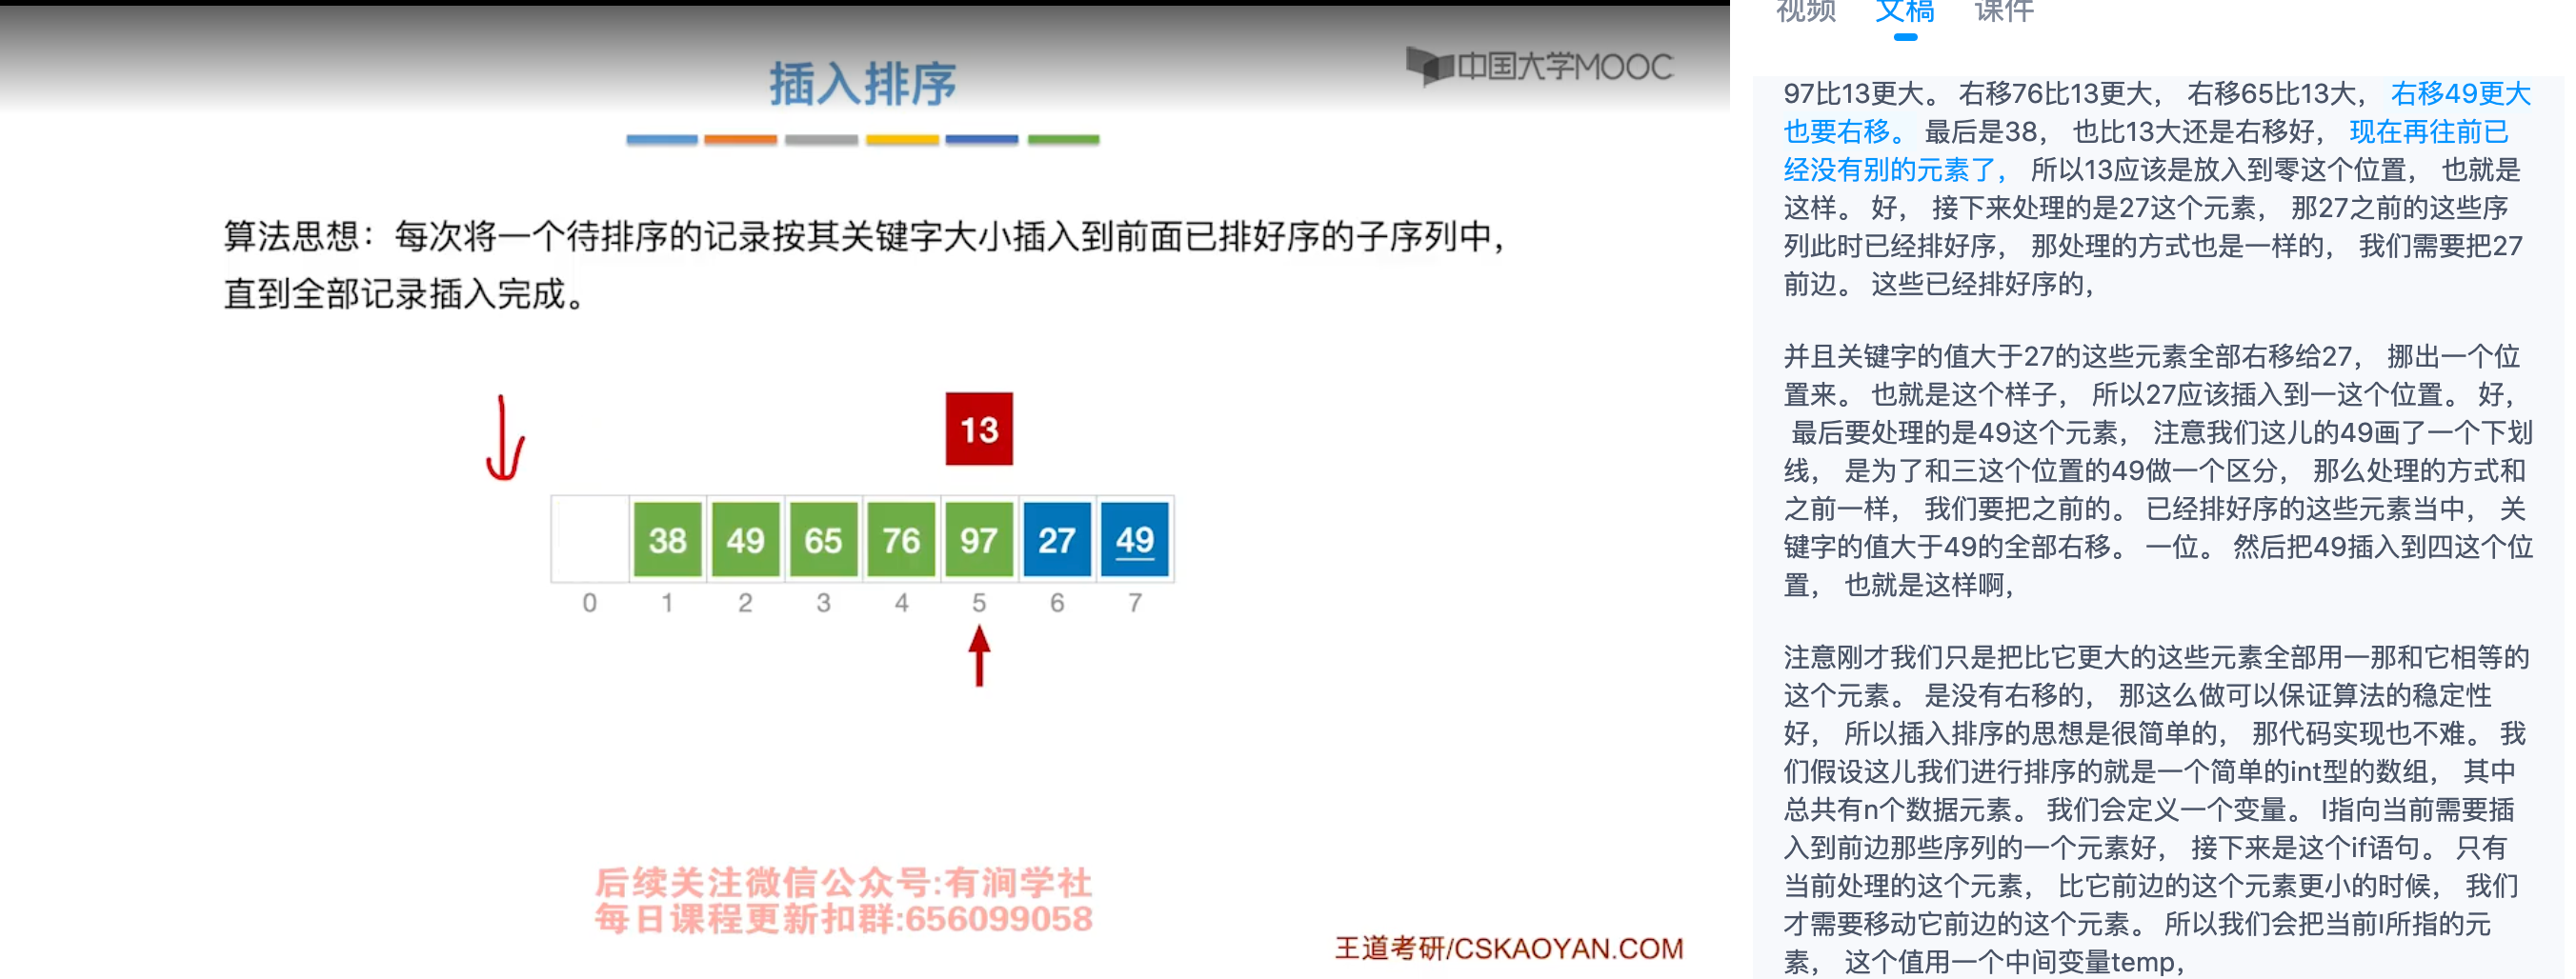 插入排序
中国大学MOOC
算法思想：每次将一个待排序的记录按其关键字大小插入到前面已排好序的子序列中，
直到全部记录插入完成。
13
38 49 65 76 97 27 49
0 1 2 3 4 5 6 7
后续关注微信公众号:有涧学社
每日课程更新扣群:656099058
王道考研/CSKAOYAN.COM
视频 文稿 课件
97比13更大。 右移76比13更大， 右移65比13大， 右移49更大
也要右移。 最后是38， 也比13大还是右移好， 现在再往前已
经没有别的元素了， 所以13应该是放入到零这个位置， 也就是
这样。 好， 接下来处理的是27这个元素， 那27之前的这些序
列此时已经排好序， 那处理的方式也是一样的， 我们需要把27
前边。 这些已经排好序的，
并且关键字的值大于27的这些元素全部右移给27， 挪出一个位
置来。 也就是这个样子， 所以27应该插入到一这个位置。 好，
最后要处理的是49这个元素， 注意我们这儿的49画了一个下划
线， 是为了和三这个位置的49做一个区分， 那么处理的方式和
之前一样， 我们要把之前的。 已经排好序的这些元素当中， 关
键字的值大于49的全部右移。 一位。 然后把49插入到四这个位
置， 也就是这样啊，
注意刚才我们只是把比它更大的这些元素全部用一那和它相等的
这个元素。 是没有右移的， 那这么做可以保证算法的稳定性
好， 所以插入排序的思想是很简单的， 那代码实现也不难。 我
们假设这儿我们进行排序的就是一个简单的int型的数组， 其中
总共有n个数据元素。 我们会定义一个变量。 I指向当前需要插
入到前边那些序列的一个元素好， 接下来是这个if语句。 只有
当前处理的这个元素， 比它前边的这个元素更小的时候， 我们
才需要移动它前边的这个元素。 所以我们会把当前I所指的元
素， 这个值用一个中间变量temp，